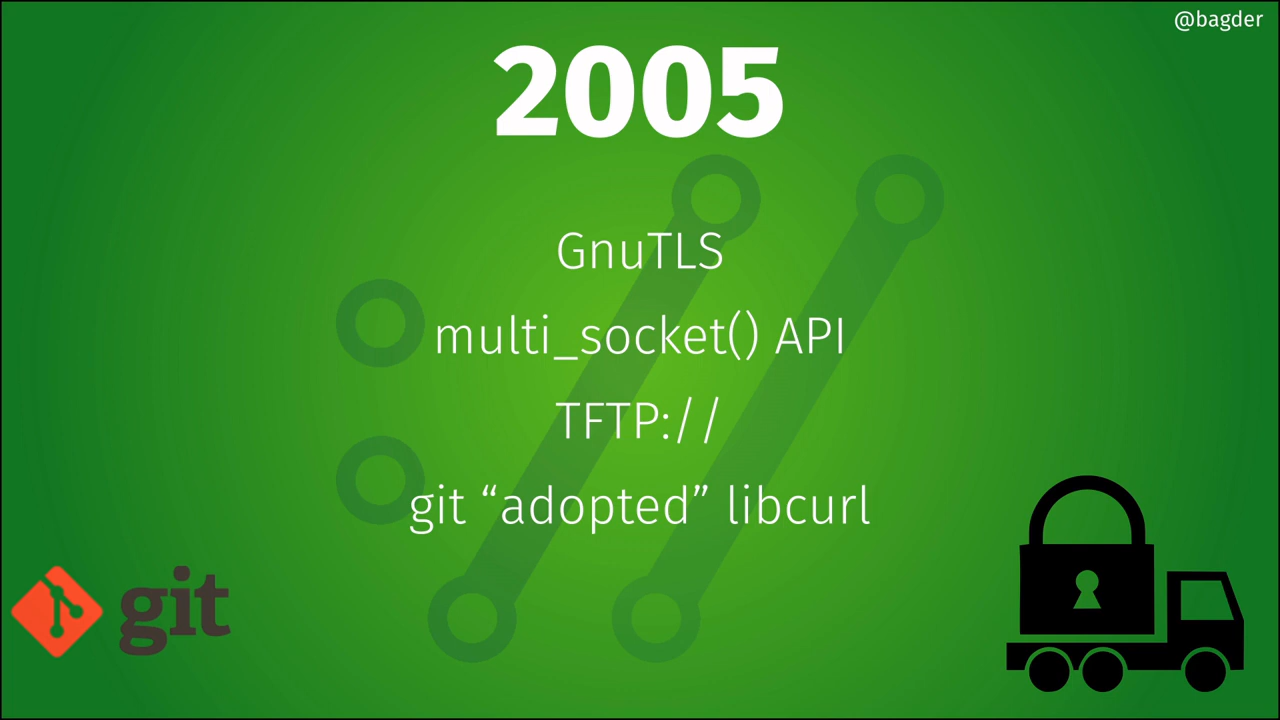 @bagder
2005
GnuTLS
multi_socket() API
TFTP://
git “adopted” libcurl
git